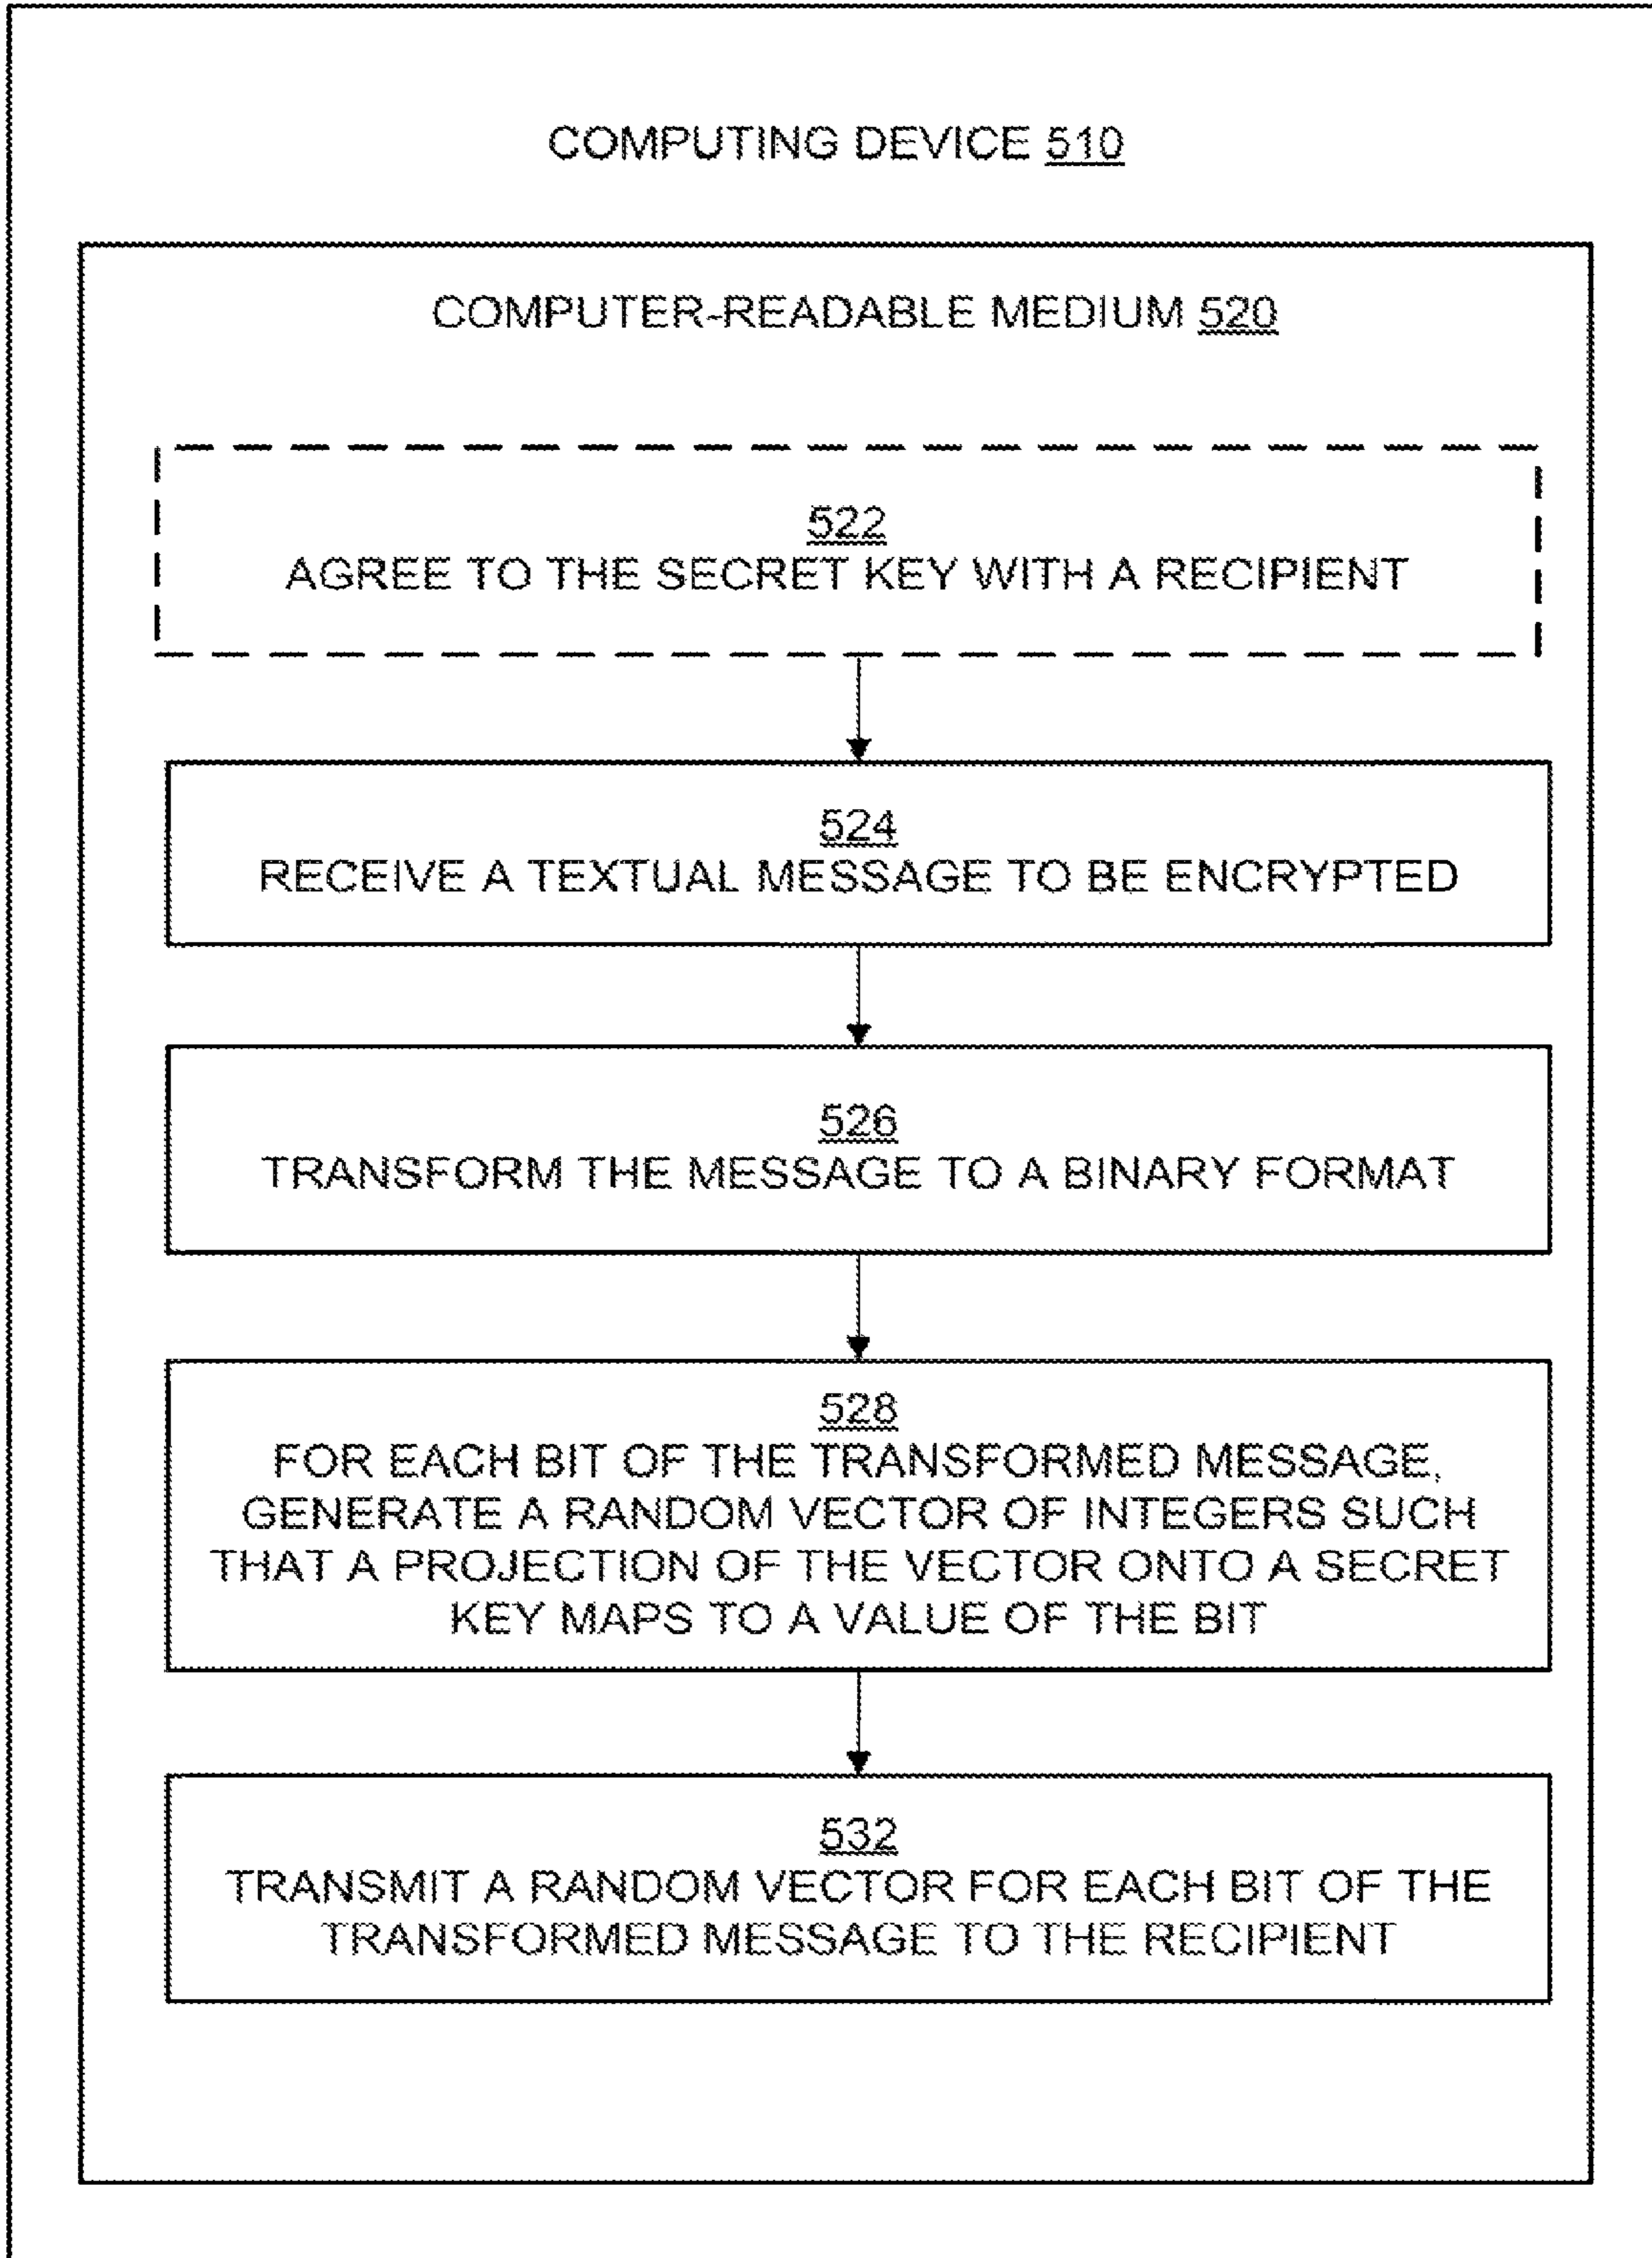 COMPUTING DEVICE 510
COMPUTER-READABLE MEDIUM 520
522
AGREE TO THE SECRET KEY WITH A RECIPIENT
524
RECEIVE A TEXTUAL MESSAGE TO BE ENCRYPTED
526
TRANSFORM THE MESSAGE TO A BINARY FORMAT
528
FOR EACH BIT OF THE TRANSFORMED MESSAGE,
GENERATE A RANDOM VECTOR OF INTEGERS SUCH
THAT A PROJECTION OF THE VECTOR ONTO A SECRET
KEY MAPS TO A VALUE OF THE BIT
532
TRANSMIT A RANDOM VECTOR FOR EACH BIT OF THE
TRANSFORMED MESSAGE TO THE RECIPIENT